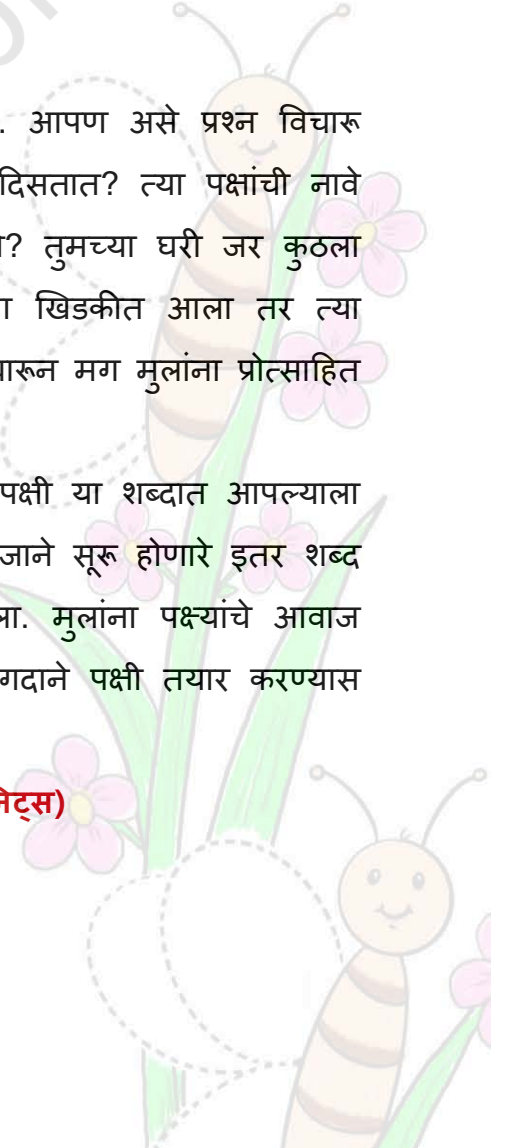 . आपण असे प्रश्न विचारू
दिसतात? त्या पक्षांची नावे
? तुमच्या घरी जर कुठला
खिडकीत आला तर त्या
मग मुलांना प्रोत्साहित
पक्षी या शब्दात आपल्याला
सूरू होणारे इतर शब्द
. मुलांना पक्ष्यांचे आवाज
पक्षी तयार करण्यास